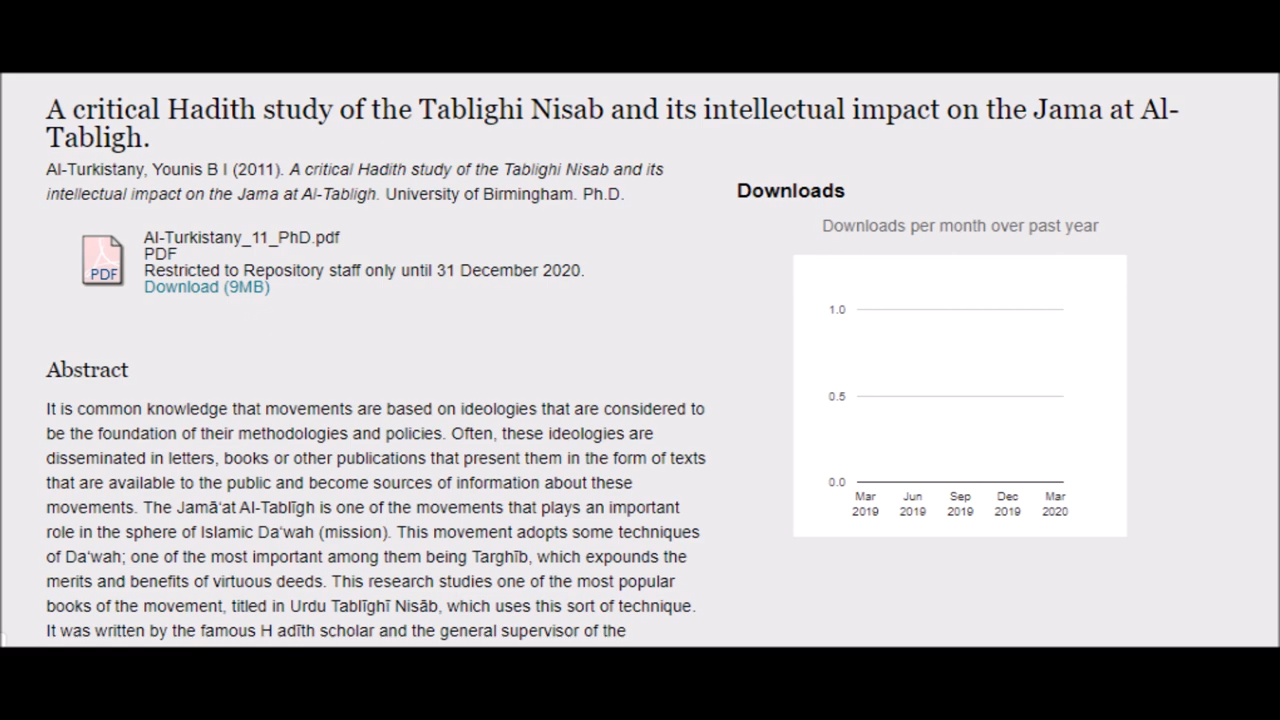 A critical Hadith study of the Tablighi Nisab and its intellectual impact on the Jama at Al-
Tabligh.
Al-Turkistany, Younis B I (2011). A critical Hadith study of the Tablighi Nisab and its
intellectual impact on the Jama at Al-Tabligh. University of Birmingham. Ph.D.
PDF
Al-Turkistany_11_PhD.pdf
PDF
Restricted to Repository staff only until 31 December 2020.
Download (9MB)
Abstract
It is common knowledge that movements are based on ideologies that are considered to
be the foundation of their methodologies and policies. Often, these ideologies are
disseminated in letters, books or other publications that present them in the form of texts
that are available to the public and become sources of information about these
movements. The Jamā‘at Al-Tablīgh is one of the movements that plays an important
role in the sphere of Islamic Da‘wah (mission). This movement adopts some techniques
of Da‘wah; one of the most important among them being Targhīb, which expounds the
merits and benefits of virtuous deeds. This research studies one of the most popular
books of the movement, titled in Urdu Tablīghī Nisāb, which uses this sort of technique.
It was written by the famous H adīth scholar and the general supervisor of the
Downloads
Downloads per month over past year
1.0
0.5
0.0
Mar Jun Sep Dec Mar
2019 2019 2019 2019 2020